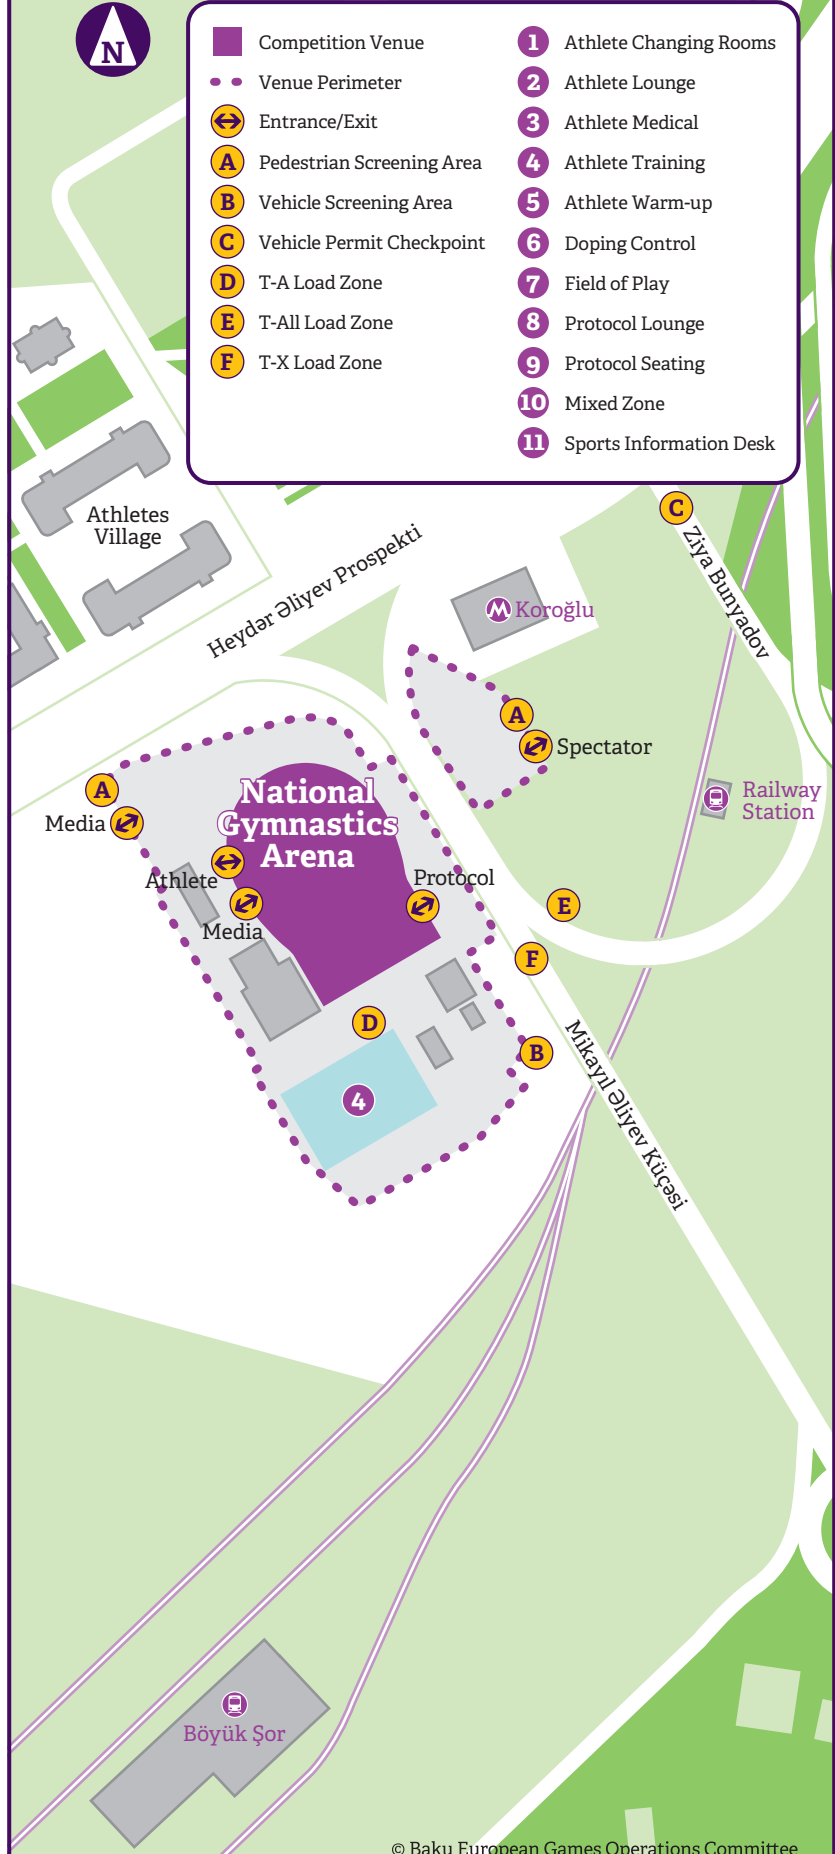 N
Competition Venue
Venue Perimeter
Entrance/Exit
A Pedestrian Screening Area
B Vehicle Screening Area
C Vehicle Permit Checkpoint
D T-A Load Zone
E T-All Load Zone
F T-X Load Zone
1 Athlete Changing Rooms
2 Athlete Lounge
3 Athlete Medical
4 Athlete Training
5 Athlete Warm-up
6 Doping Control
7 Field of Play
8 Protocol Lounge
9 Protocol Seating
10 Mixed Zone
11 Sports Information Desk
Athletes
Village
C
Ziya Bunyadov
Heydər Əliyev Prospekti
M Koroğlu
A
Spectator
Railway
Station
A
Media
National
Gymnastics
Arena
Athlete
Media
Protocol
E
F
D
B
4
Mikayıl Əliyev Küçəsi
Böyük Şor
© Baku European Games Operations Committee